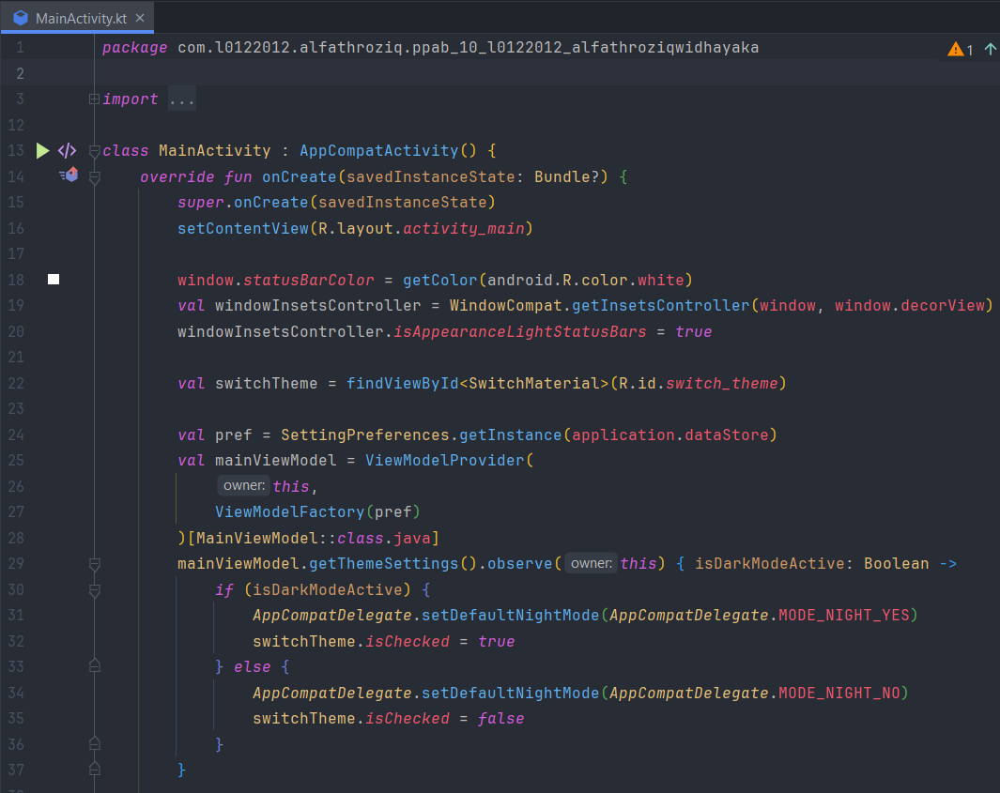 MainActivity.kt ×
1 package com.l0122012.alfathroziq.ppab_10_l0122012_alfathroziqwidhayaka 1
2
3 import ...
12
13 class MainActivity : AppCompatActivity() {
14 override fun onCreate(savedInstanceState: Bundle?) {
15 super.onCreate(savedInstanceState)
16 setContentView(R.layout.activity_main)
17
18 window.statusBarColor = getColor(android.R.color.white)
19 val windowInsetsController = WindowCompat.getInsetsController(window, window.decorView)
20 windowInsetsController.isAppearanceLightStatusBars = true
21
22 val switchTheme = findViewById<SwitchMaterial>(R.id.switch_theme)
23
24 val pref = SettingPreferences.getInstance(application.dataStore)
25 val mainViewModel = ViewModelProvider(
26 owner: this,
27 ViewModelFactory(pref)
28 )[MainViewModel::class.java]
29 mainViewModel.getThemeSettings().observe( owner: this) { isDarkModeActive: Boolean ->
30 if (isDarkModeActive) {
31 AppCompatDelegate.setDefaultNightMode(AppCompatDelegate.MODE_NIGHT_YES)
32 switchTheme.isChecked = true
33 } else {
34 AppCompatDelegate.setDefaultNightMode(AppCompatDelegate.MODE_NIGHT_NO)
35 switchTheme.isChecked = false
36 }
37 }